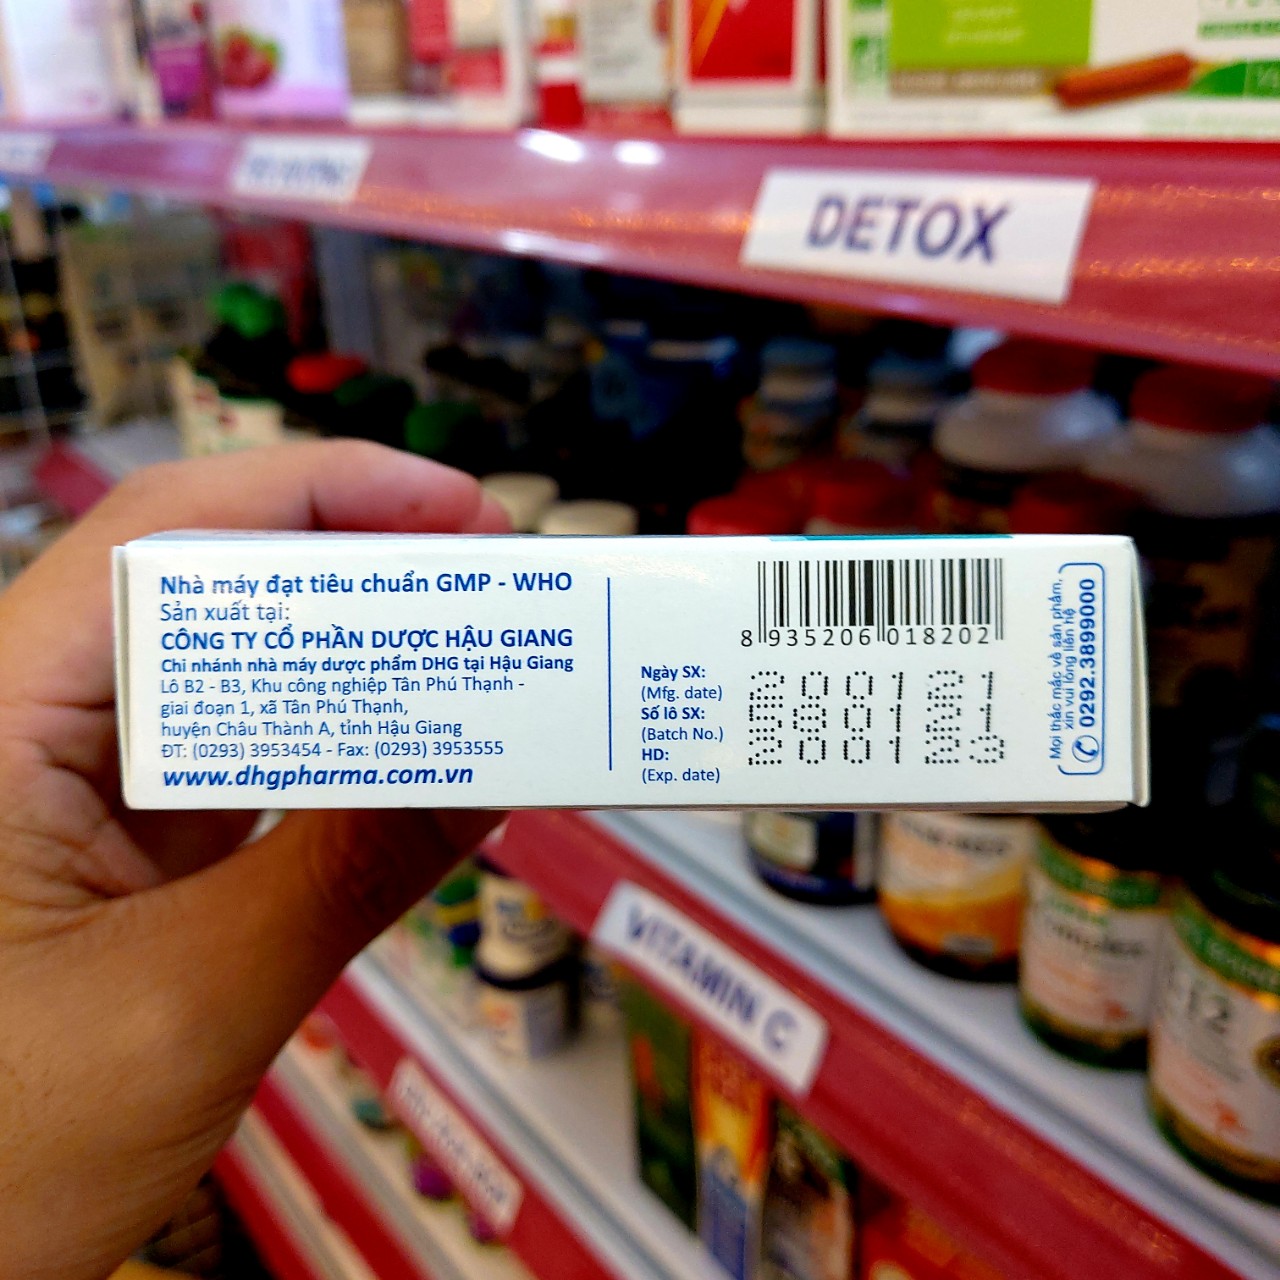 DETOX
Nhà máy đạt tiêu chuẩn GMP - WHO
Sản xuất tại:
CÔNG TY CỔ PHẦN DƯỢC HẬU GIANG
Chi nhánh nhà máy dược phẩm DHG tại Hậu Giang
Lô B2 - B3, Khu công nghiệp Tân Phú Thạnh -
giai đoạn 1, xã Tân Phú Thạnh,
huyện Châu Thành A, tỉnh Hậu Giang
ĐT: (0293) 3953454 - Fax: (0293) 3953555
www.dhgpharma.com.vn
8 935206 018202
Ngày SX:
(Mfg. date)
200121
Số lô SX:
(Batch No.)
HD:
(Exp. date)
200123
Mọi thắc mắc về sản phẩm,
xin vui lòng liên hệ
0292.3899000
VITAMIN C